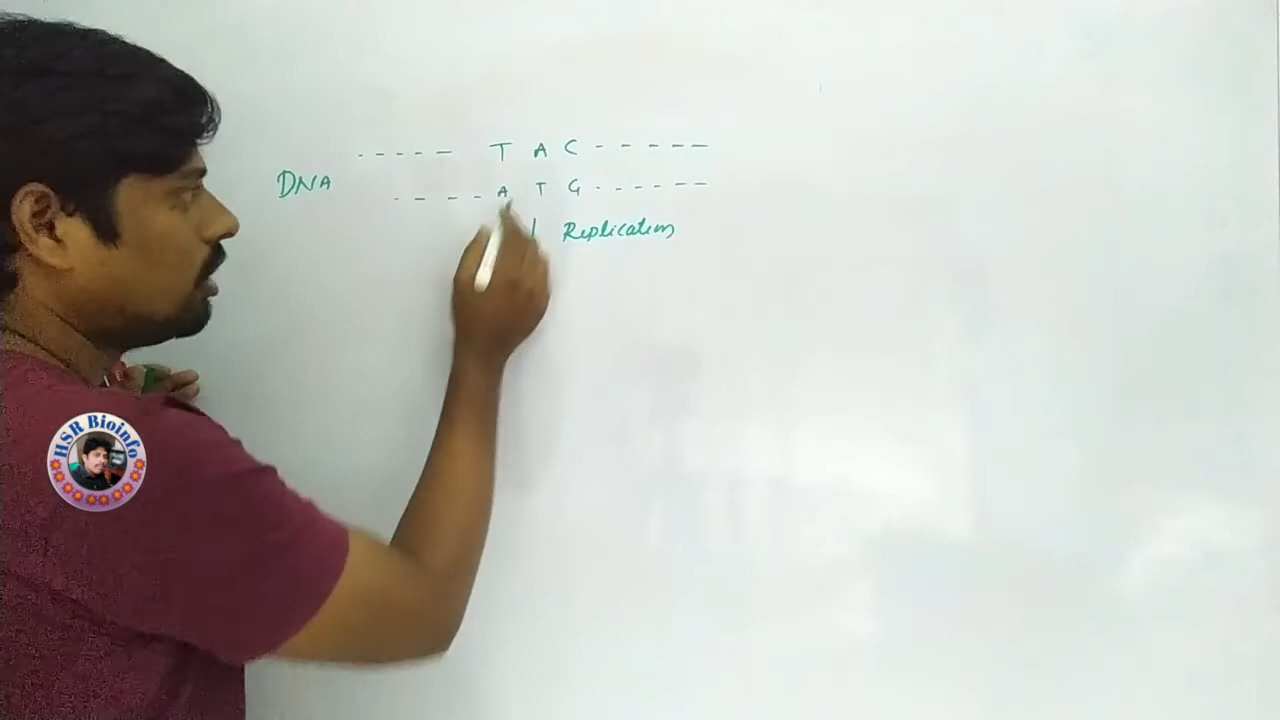 ----- T A C ------
DNA
----- A T G ------
Replication
HSR Bioinfo